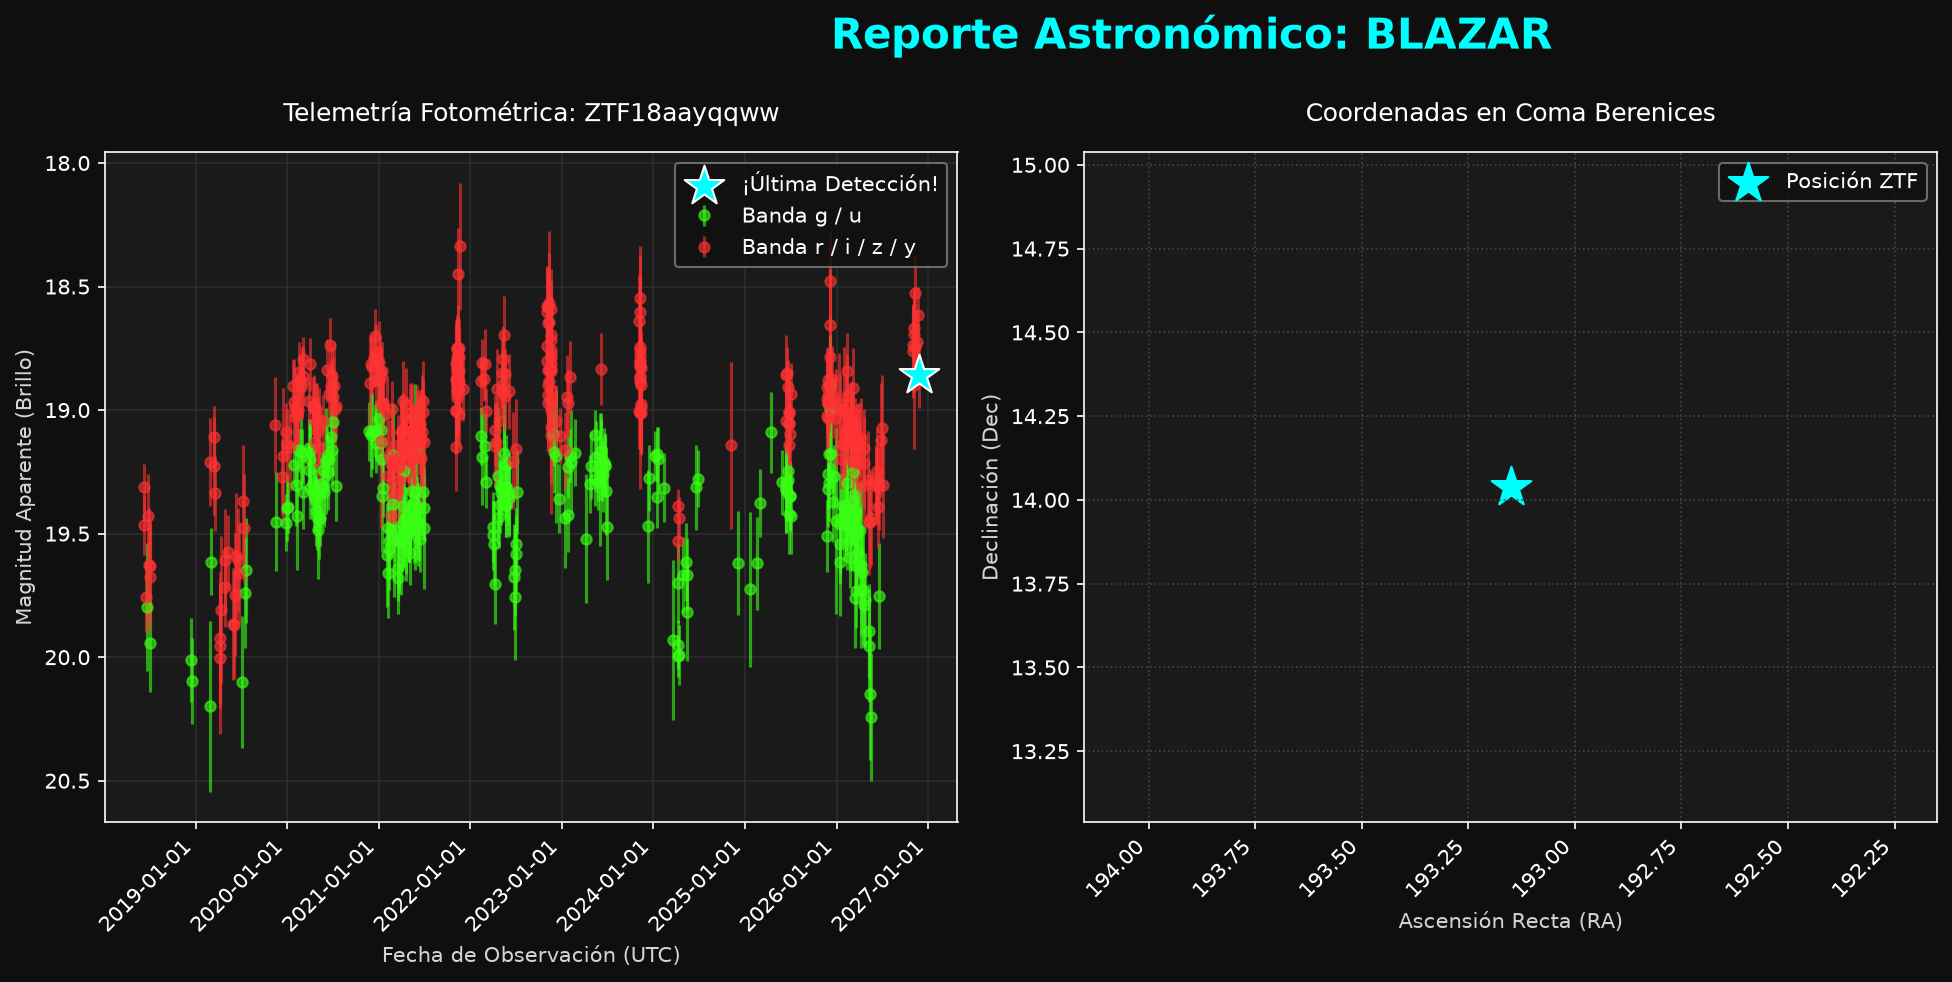 Reporte Astronómico: BLAZAR
Telemetría Fotométrica: ZTF18aayqqww
¡Última Detección!
Banda g / u
Banda r / i / z / y
Magnitud Aparente (Brillo)
18.0
18.5
19.0
19.5
20.0
20.5
2019-01-01
2020-01-01
2021-01-01
2022-01-01
2023-01-01
2024-01-01
2025-01-01
2026-01-01
2027-01-01
Fecha de Observación (UTC)
Coordenadas en Coma Berenices
Posición ZTF
Declinación (Dec)
15.00
14.75
14.50
14.25
14.00
13.75
13.50
13.25
194.00
193.75
193.50
193.25
193.00
192.75
192.50
192.25
Ascensión Recta (RA)